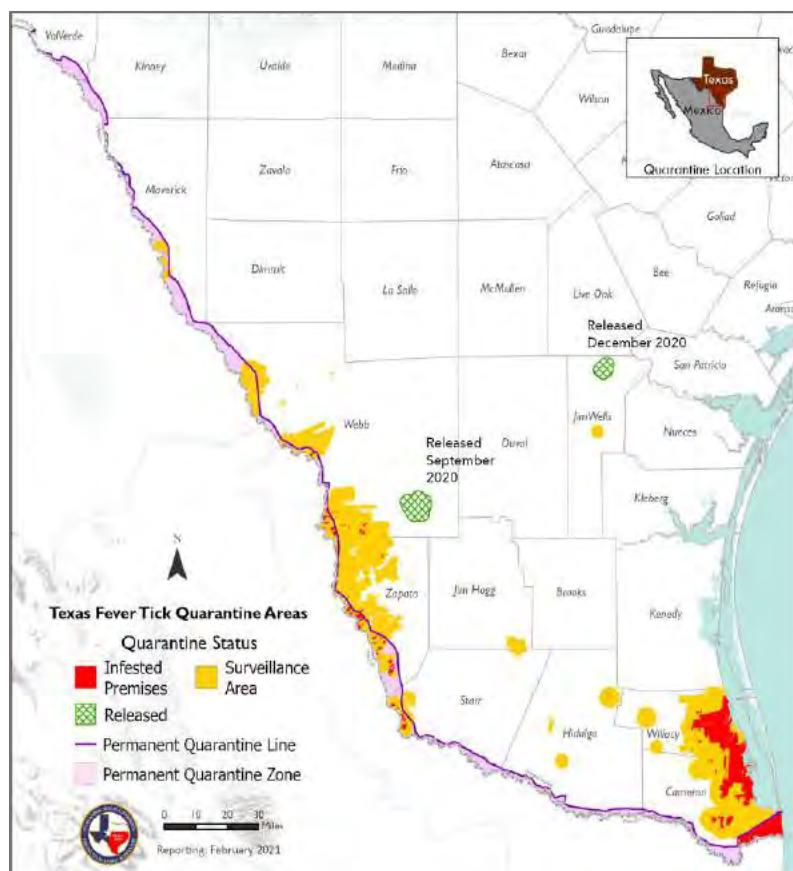 ValVerde
Kinney
Uvalde
Medina
Bexar
Guadalupe
Wilson
Texas
Mexico
Quarantine Location
Maverick
Zavala
Frio
Atascosa
Goliad
Dimmit
La Salle
McMullen
Live Oak
Bee
Refugio
Released
December 2020
San Patricio
Webb
Duval
Jim Wells
Nueces
Released
September
2020
Kleberg
N
Zapata
Jim Hogg
Brooks
Kenedy
Texas Fever Tick Quarantine Areas
Quarantine Status
Infested
Premises
Surveillance
Area
Released
Permanent Quarantine Line
Permanent Quarantine Zone
Starr
Hidalgo
Willacy
Cameron
0 10 20 30
Miles
Reporting: February 2021